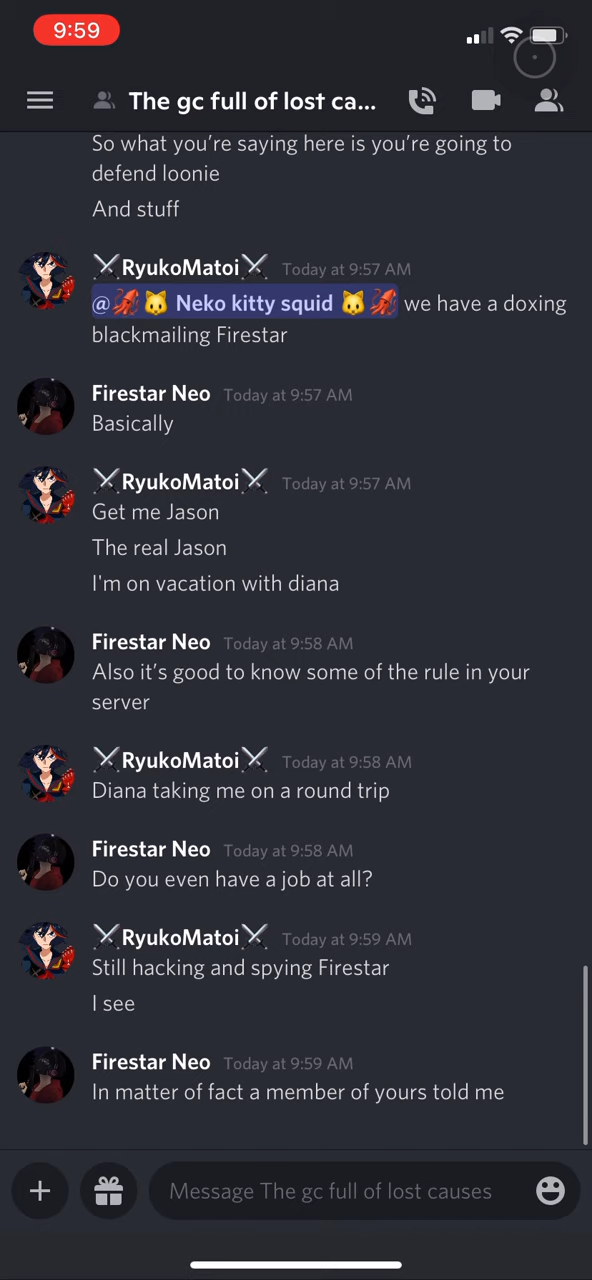 9:59
The gc full of lost ca...
So what you’re saying here is you’re going to
defend loonie
And stuff
⚔RyukoMatoi⚔ Today at 9:57 AM
@🦑🐱 Neko kitty squid 🐱🦑 we have a doxing
blackmailing Firestar
Firestar Neo Today at 9:57 AM
Basically
⚔RyukoMatoi⚔ Today at 9:57 AM
Get me Jason
The real Jason
I'm on vacation with diana
Firestar Neo Today at 9:58 AM
Also it’s good to know some of the rule in your
server
⚔RyukoMatoi⚔ Today at 9:58 AM
Diana taking me on a round trip
Firestar Neo Today at 9:58 AM
Do you even have a job at all?
⚔RyukoMatoi⚔ Today at 9:59 AM
Still hacking and spying Firestar
I see
Firestar Neo Today at 9:59 AM
In matter of fact a member of yours told me
Message The gc full of lost causes